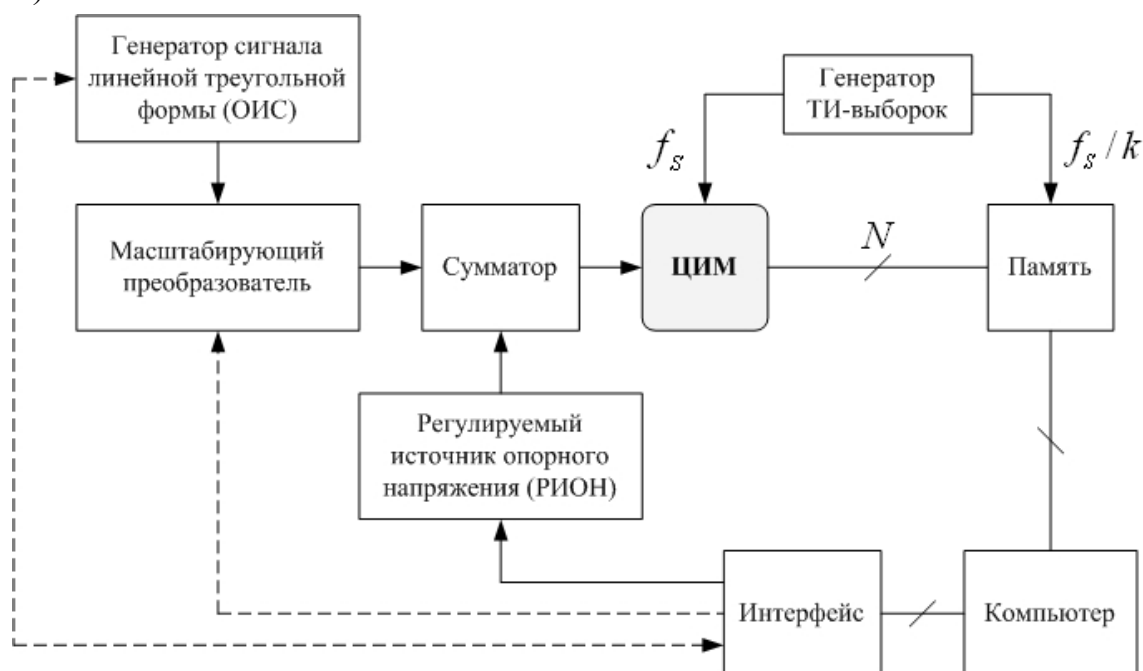 )
Генератор сигнала
линейной треугольной
формы (ОИС)
Генератор
ТИ-выборок
f_s
f_s / k
Масштабирующий
преобразователь
Сумматор
ЦИМ
N
Память
Регулируемый
источник опорного
напряжения (РИОН)
Интерфейс
Компьютер